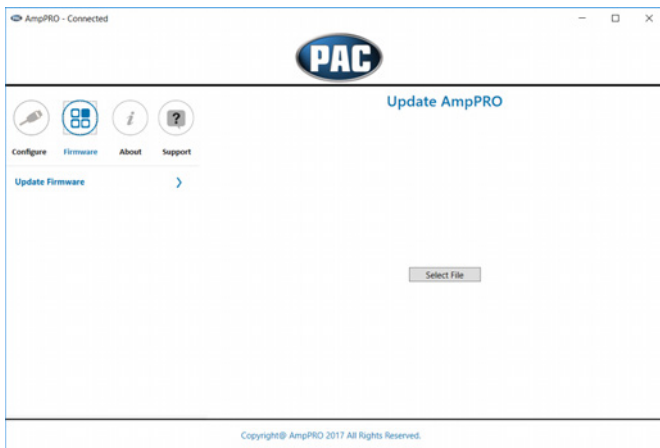 AmpPRO - Connected
PAC
Update AmpPRO
Configure Firmware About Support
Update Firmware
Select File
Copyright@ AmpPRO 2017 All Rights Reserved.